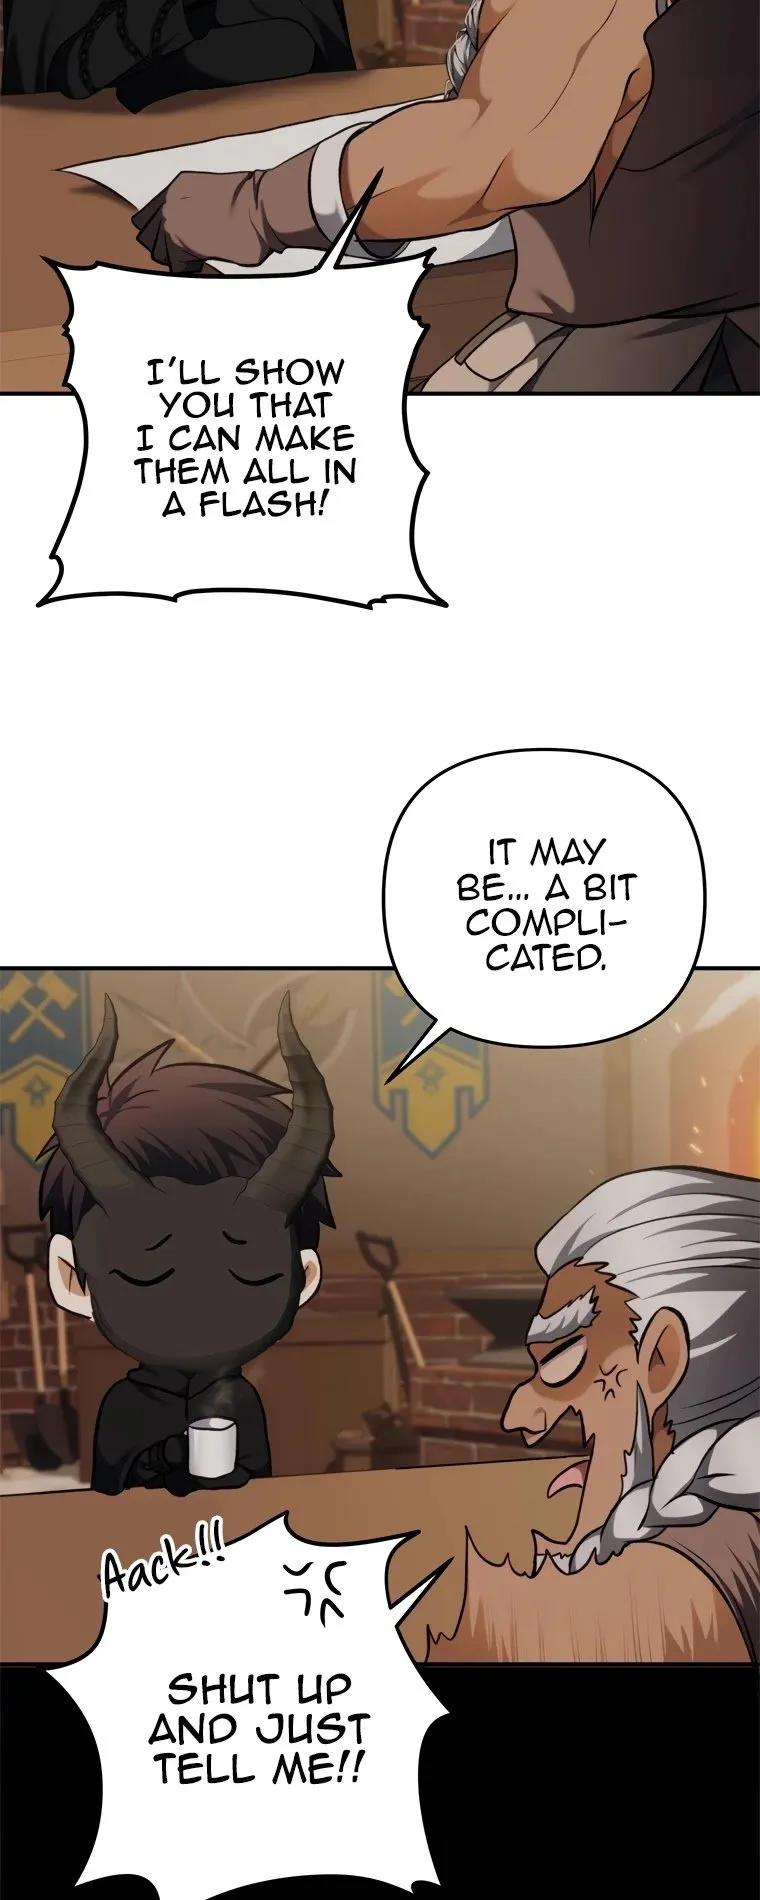 I'LL SHOW
YOU THAT
I CAN MAKE
THEM ALL IN
A FLASH!
IT MAY
BE... A BIT
COMPLI-
CATED.
Aack!!
SHUT UP
AND JUST
TELL ME!!